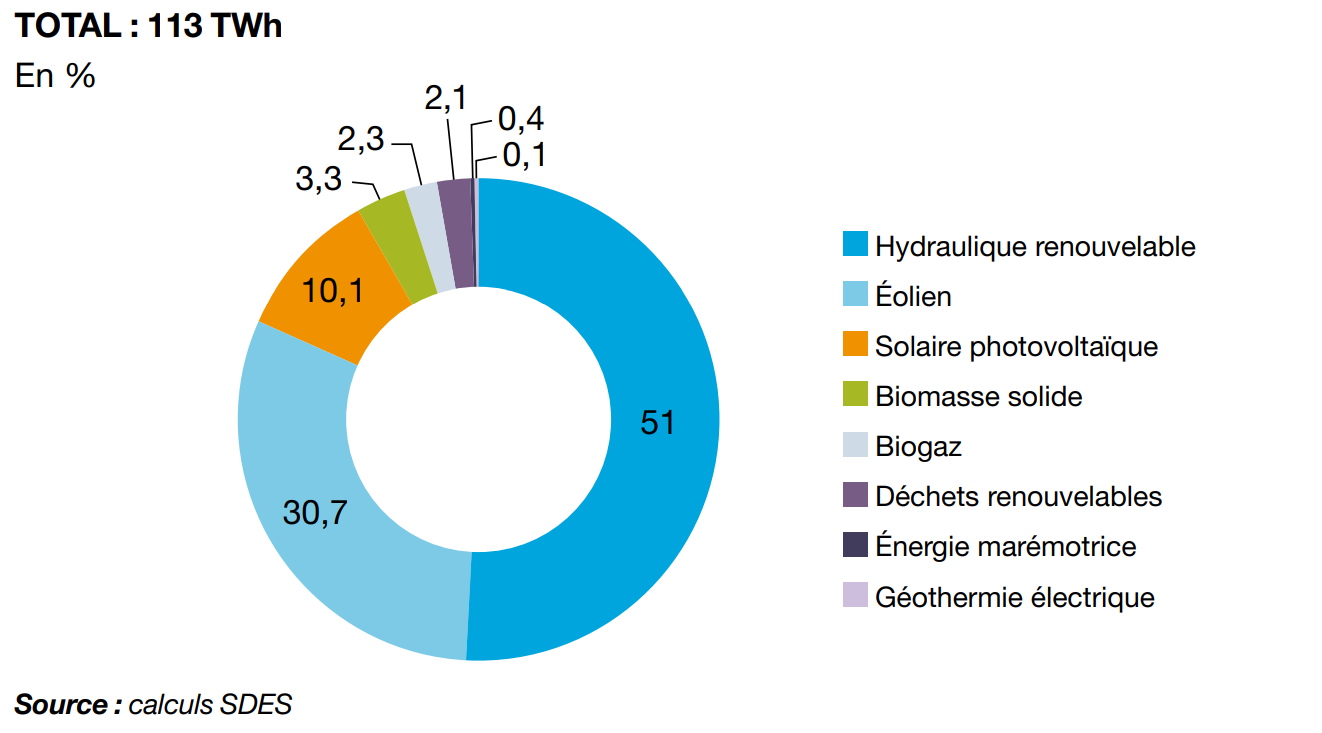 TOTAL : 113 TWh
En %
2,1
0,4
2,3
0,1
3,3
10,1
51
30,7
Hydraulique renouvelable
Éolien
Solaire photovoltaïque
Biomasse solide
Biogaz
Déchets renouvelables
Énergie marémotrice
Géothermie électrique
Source : calculs SDES